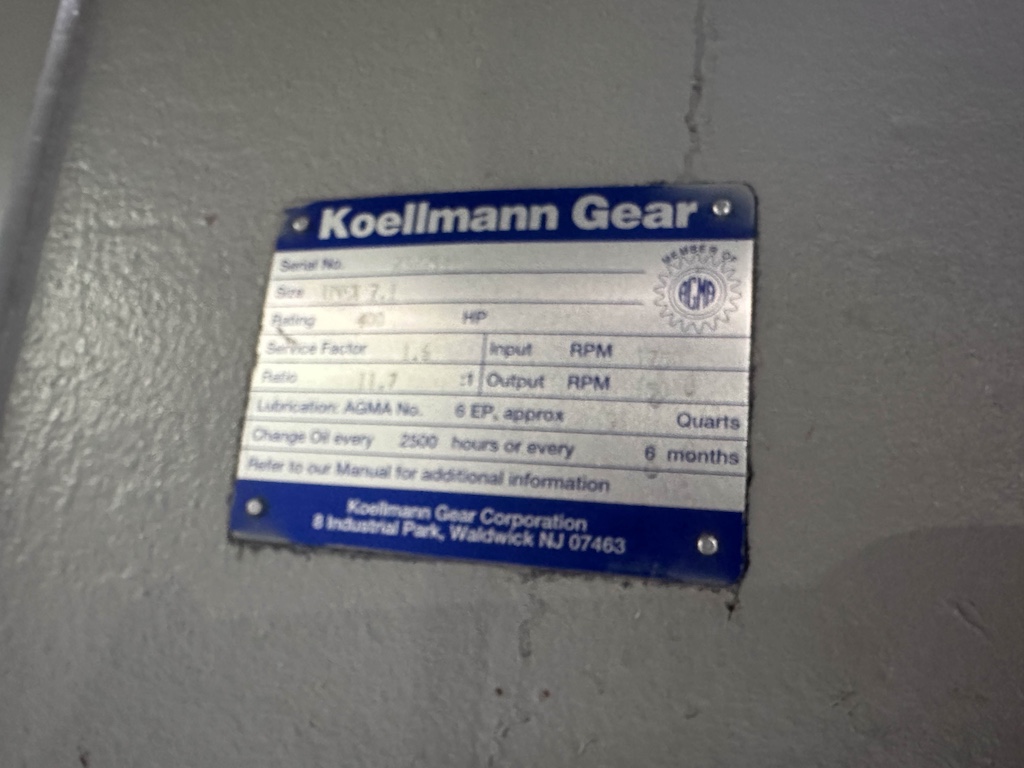 Koellmann Gear
MEMBER OF
AGMA
Serial No.
Size 7.1
Rating 400 HP
Service Factor 1.6 Input RPM
Ratio 11.7 :1 Output RPM
Lubrication: AGMA No. 6 EP, approx Quarts
Change Oil every 2500 hours or every 6 months
Refer to our Manual for additional information
Koellmann Gear Corporation
8 Industrial Park, Waldwick NJ 07463